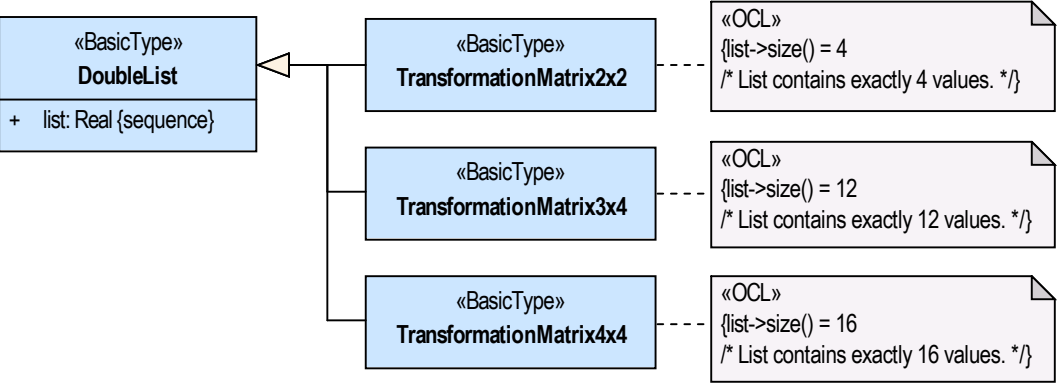 «BasicType»
DoubleList
+ list: Real {sequence}
«BasicType»
TransformationMatrix2x2
«OCL»
{list->size() = 4
/* List contains exactly 4 values. */}
«BasicType»
TransformationMatrix3x4
«OCL»
{list->size() = 12
/* List contains exactly 12 values. */}
«BasicType»
TransformationMatrix4x4
«OCL»
{list->size() = 16
/* List contains exactly 16 values. */}